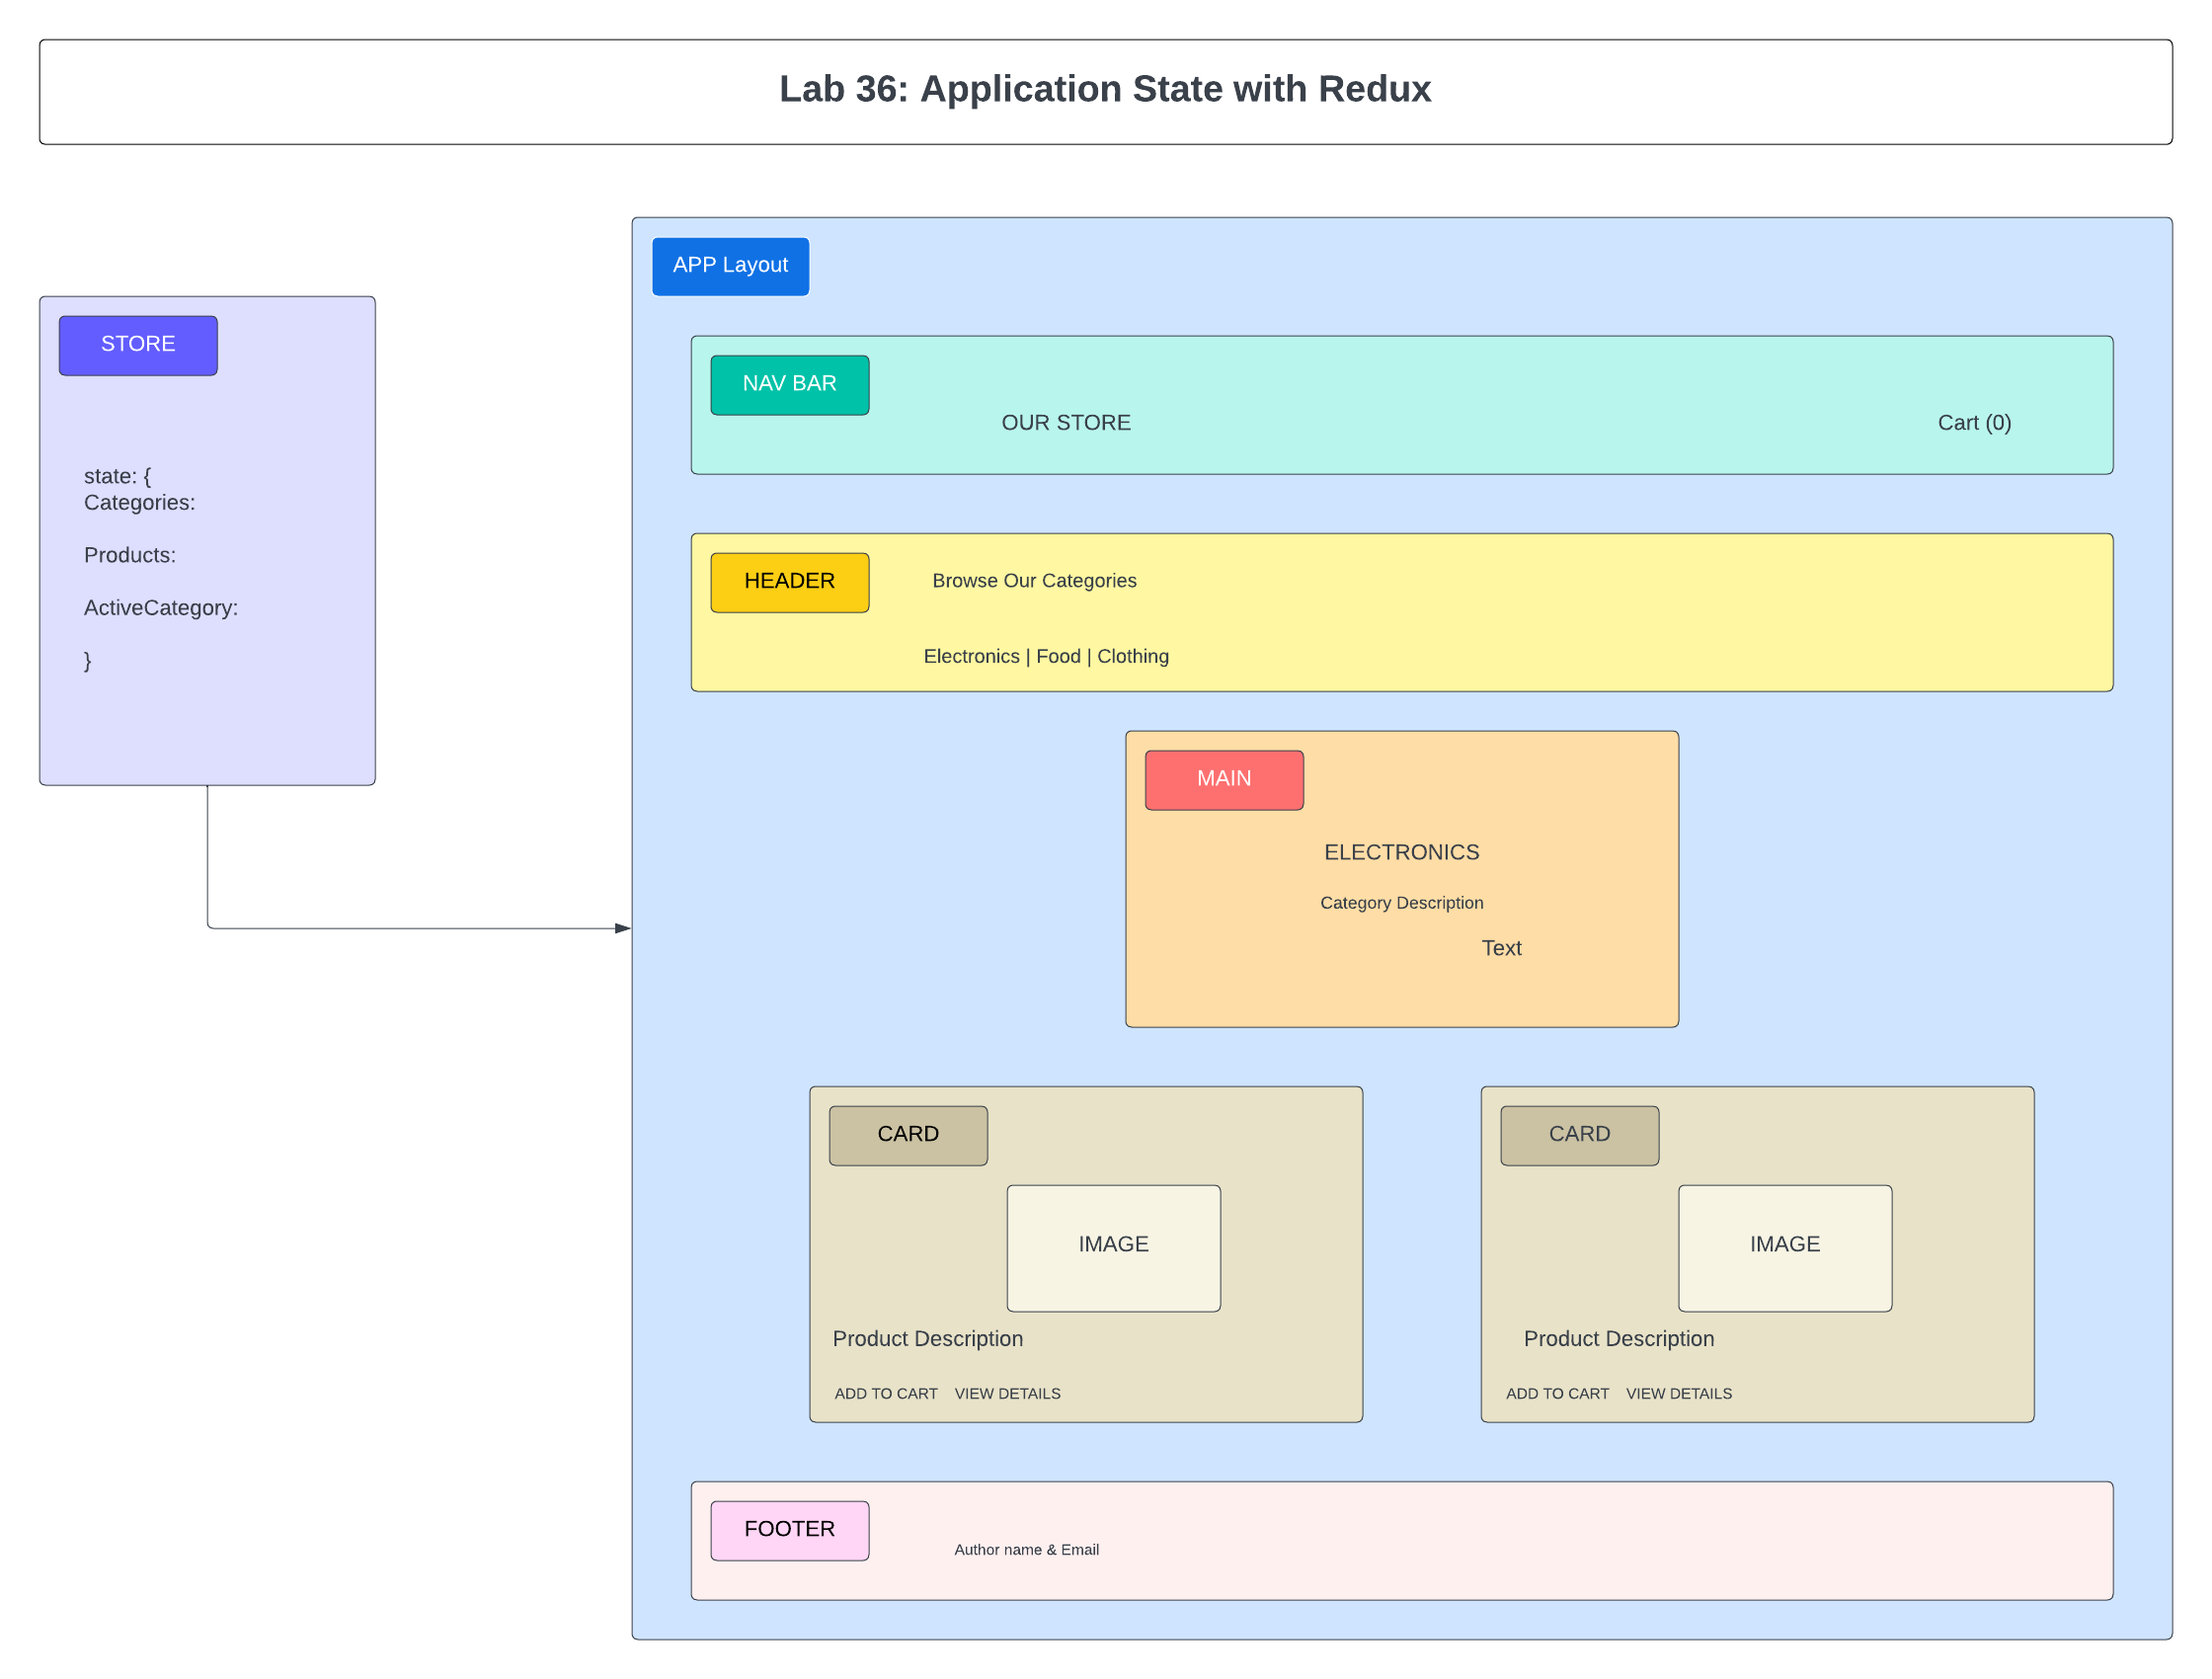 Lab 36: Application State with Redux
STORE
state: {
Categories:
Products:
ActiveCategory:
}
APP Layout
NAV BAR
OUR STORE
Cart (0)
HEADER
Browse Our Categories
Electronics | Food | Clothing
MAIN
ELECTRONICS
Category Description
Text
CARD
IMAGE
Product Description
ADD TO CART VIEW DETAILS
CARD
IMAGE
Product Description
ADD TO CART VIEW DETAILS
FOOTER
Author name & Email